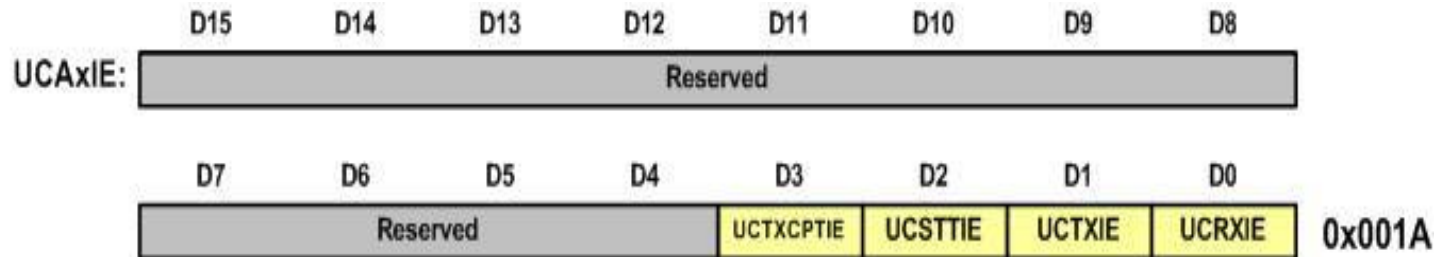 D15 D14 D13 D12 D11 D10 D9 D8
UCAxIE: Reserved
D7 D6 D5 D4 D3 D2 D1 D0
Reserved UCTXCPTIE UCSTTIE UCTXIE UCRXIE 0x001A